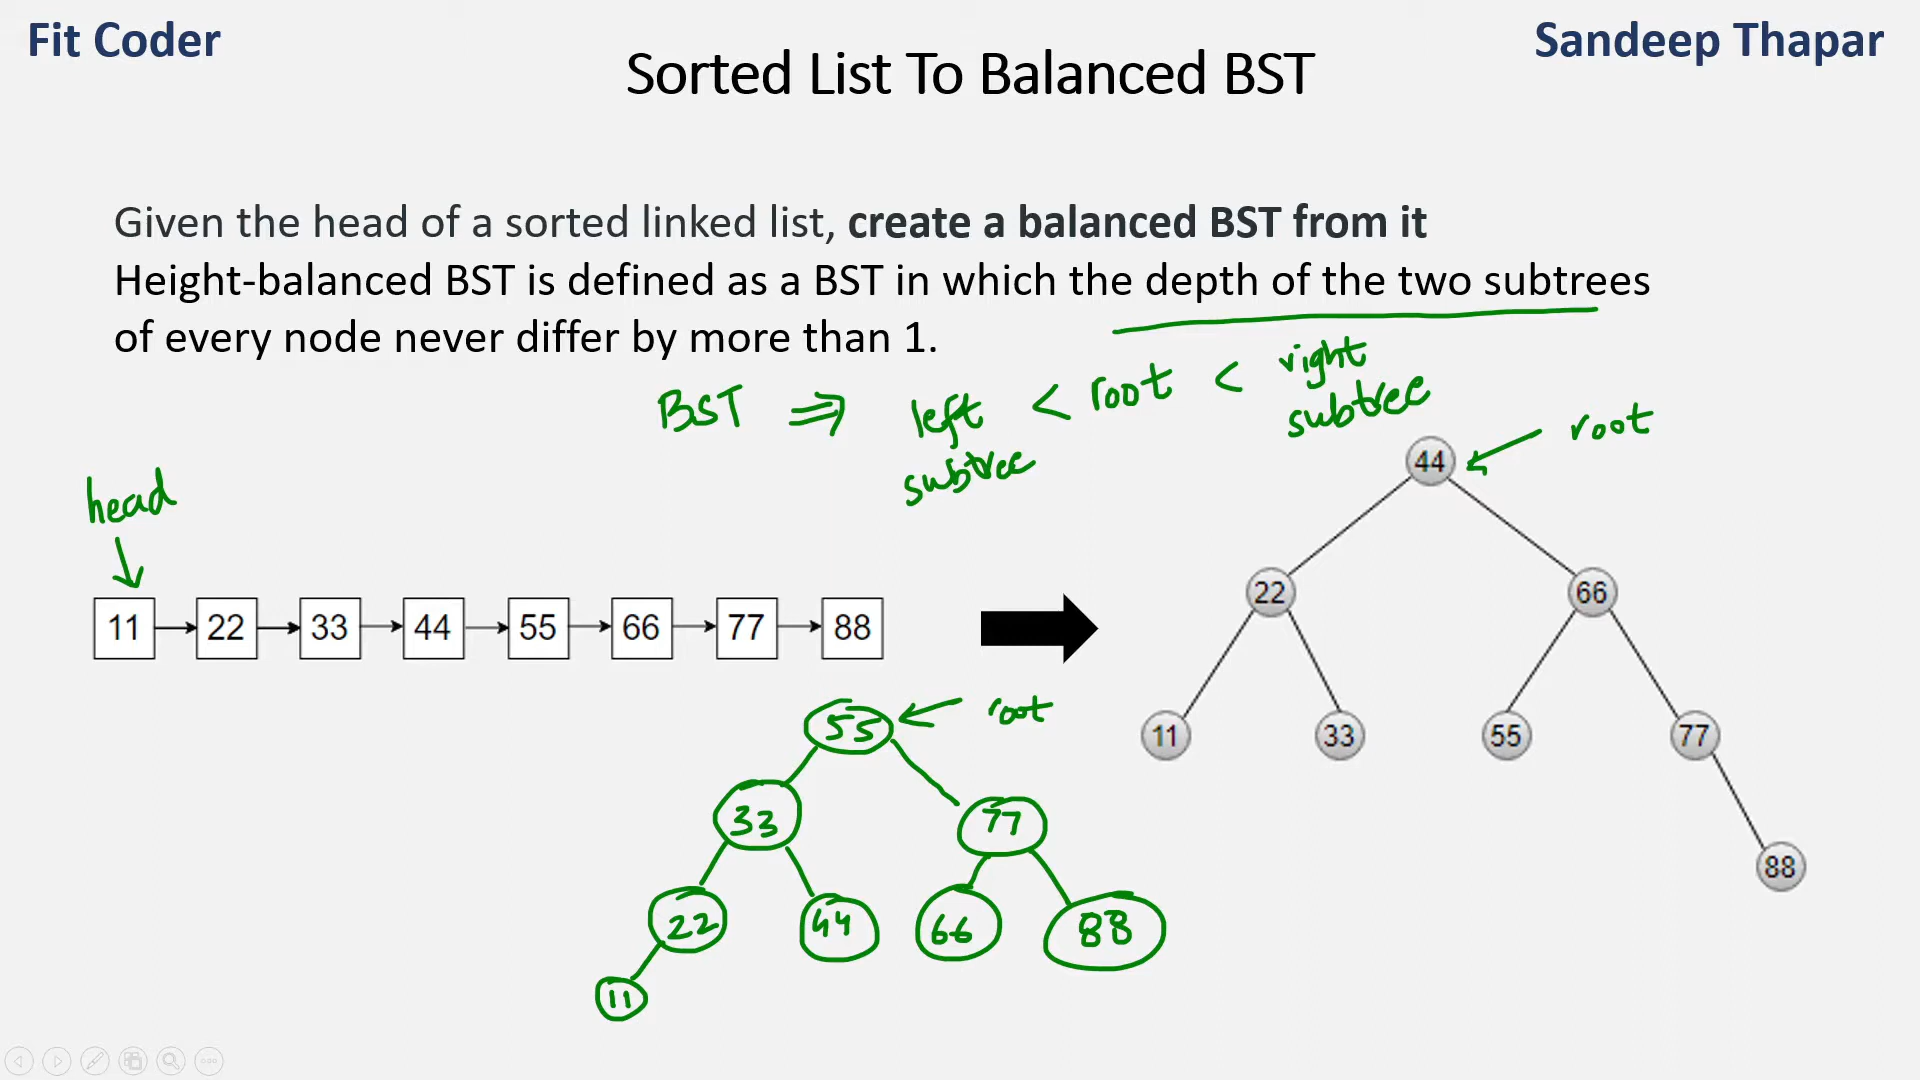 Fit Coder
Sandeep Thapar
Sorted List To Balanced BST
Given the head of a sorted linked list, create a balanced BST from it
Height-balanced BST is defined as a BST in which the depth of the two subtrees
of every node never differ by more than 1.
BST ⇒ left subtree < root < right subtree
root
head
11 22 33 44 55 66 77 88
44
22 66
11 33 55 77
88
root
55
33 77
22 44 66 88
11